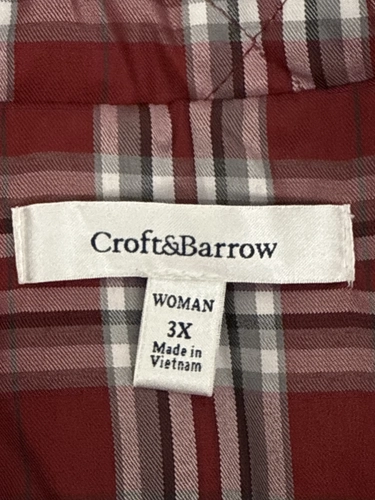 Croft&Barrow
WOMAN
3X
Made in
Vietnam